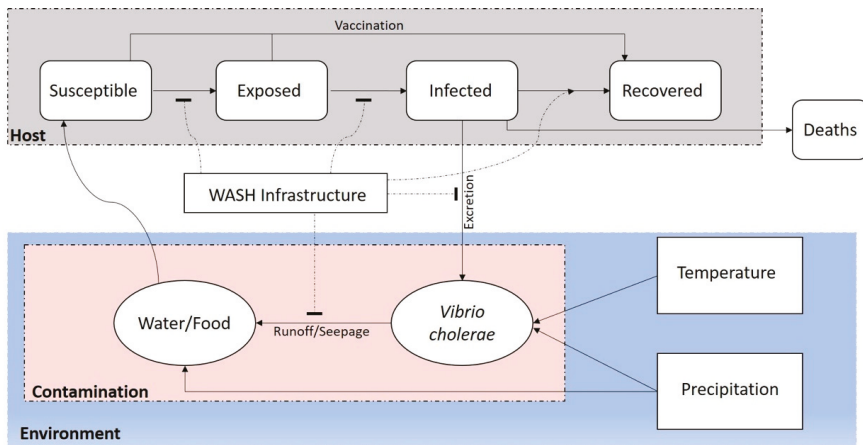 Vaccination
Susceptible
Exposed
Infected
Recovered
Host
Deaths
WASH Infrastructure
Excretion
Temperature
Water/Food
Vibrio
cholerae
Runoff/Seepage
Precipitation
Contamination
Environment